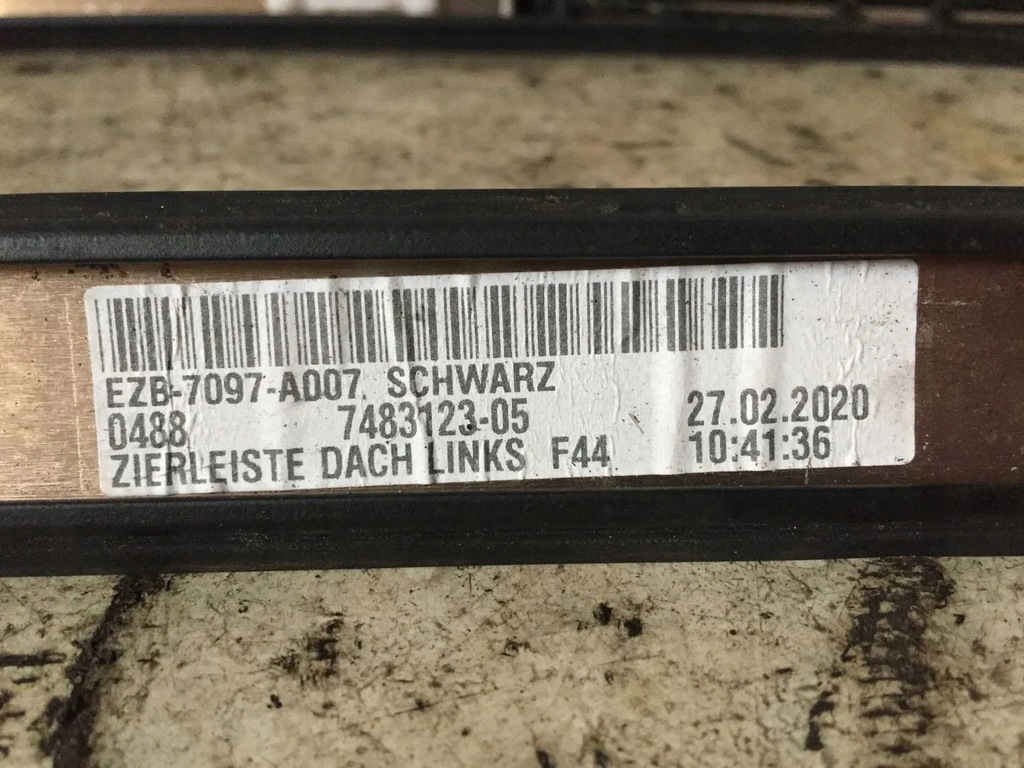 EZB-7097-A007 SCHWARZ
0488 7483123-05 27.02.2020
ZIERLEISTE DACH LINKS F44 10:41:36